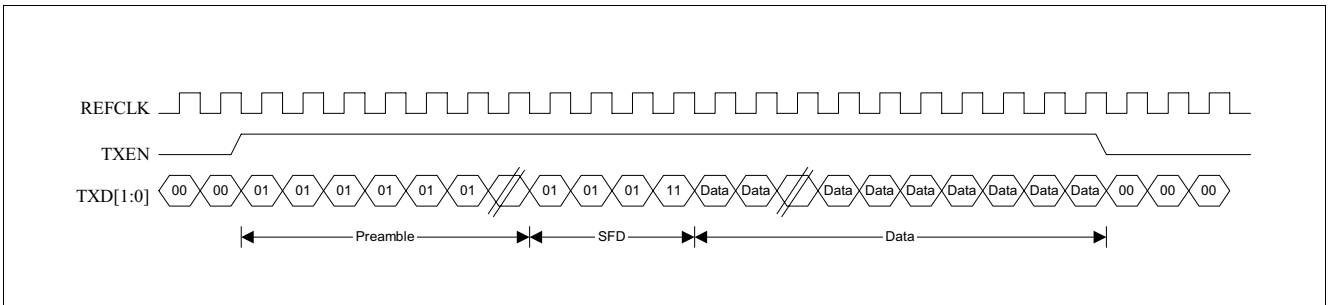 REFCLK
TXEN
TXD[1:0] 00 00 01 01 01 01 01 01 01 01 01 11 Data Data Data Data Data Data Data Data Data 00 00 00
Preamble SFD Data